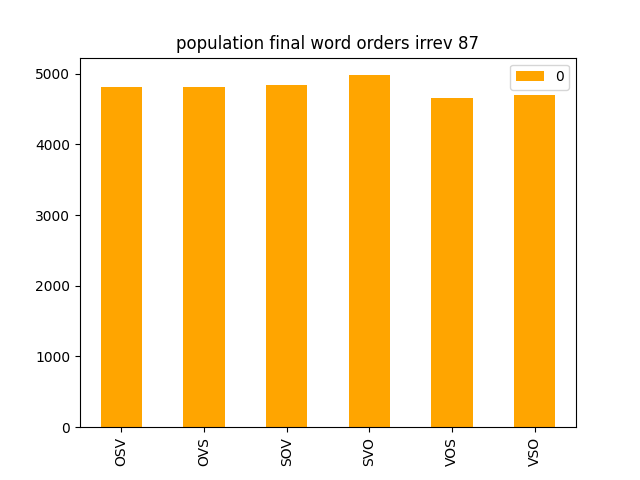 population final word orders irrev 87
0
5000
4000
3000
2000
1000
0
OSV
OVS
SOV
SVO
VOS
VSO